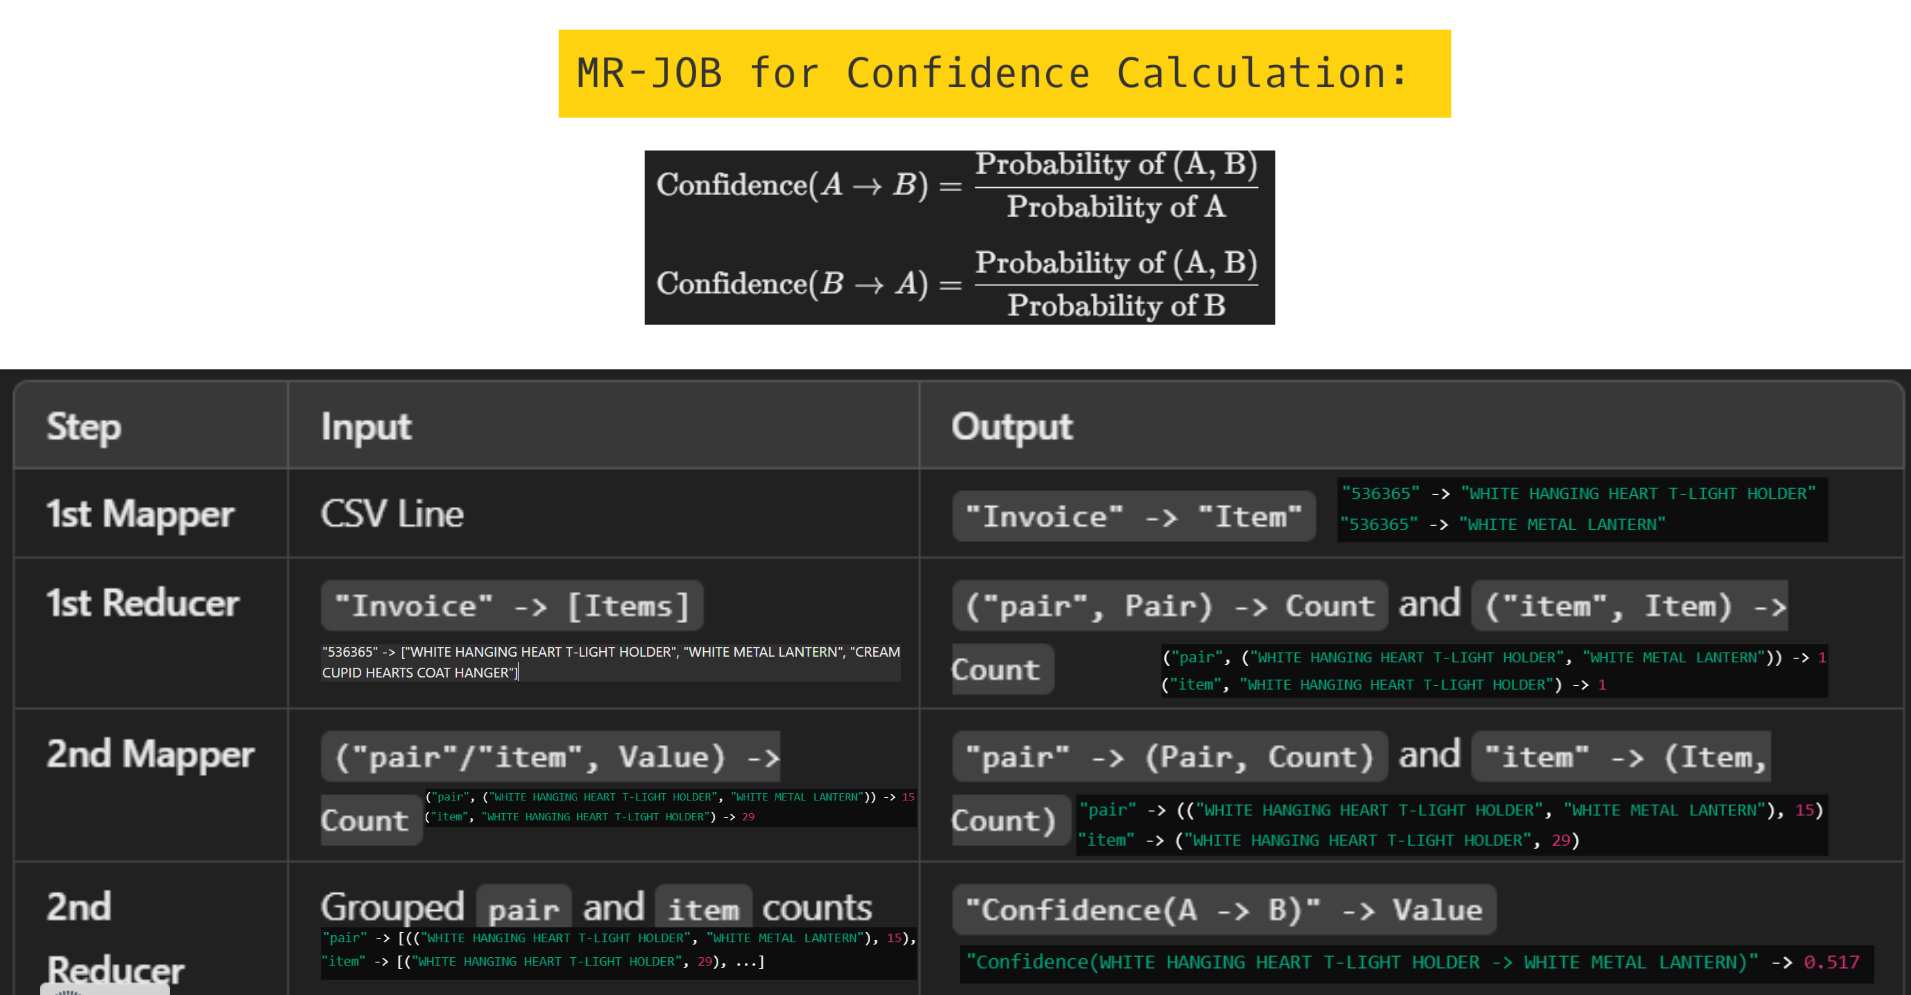 MR-JOB for Confidence Calculation:
Confidence(A → B) = Probability of (A, B) / Probability of A
Confidence(B → A) = Probability of (A, B) / Probability of B
Step Input Output
1st Mapper CSV Line "Invoice" -> "Item"
"536365" -> "WHITE HANGING HEART T-LIGHT HOLDER"
"536365" -> "WHITE METAL LANTERN"
1st Reducer "Invoice" -> [Items]
"536365" -> ["WHITE HANGING HEART T-LIGHT HOLDER", "WHITE METAL LANTERN", "CREAM
CUPID HEARTS COAT HANGER"]
("pair", Pair) -> Count and ("item", Item) ->
Count
("pair", ("WHITE HANGING HEART T-LIGHT HOLDER", "WHITE METAL LANTERN")) -> 1
("item", "WHITE HANGING HEART T-LIGHT HOLDER") -> 1
2nd Mapper ("pair"/"item", Value) ->
Count
("pair", ("WHITE HANGING HEART T-LIGHT HOLDER", "WHITE METAL LANTERN")) -> 15
("item", "WHITE HANGING HEART T-LIGHT HOLDER") -> 29
"pair" -> (Pair, Count) and "item" -> (Item,
Count)
"pair" -> (("WHITE HANGING HEART T-LIGHT HOLDER", "WHITE METAL LANTERN"), 15)
"item" -> ("WHITE HANGING HEART T-LIGHT HOLDER", 29)
2nd
Reducer
Grouped pair and item counts
"pair" -> [(("WHITE HANGING HEART T-LIGHT HOLDER", "WHITE METAL LANTERN"), 15),
"item" -> [("WHITE HANGING HEART T-LIGHT HOLDER", 29), ...]
"Confidence(A -> B)" -> Value
"Confidence(WHITE HANGING HEART T-LIGHT HOLDER -> WHITE METAL LANTERN)" -> 0.517